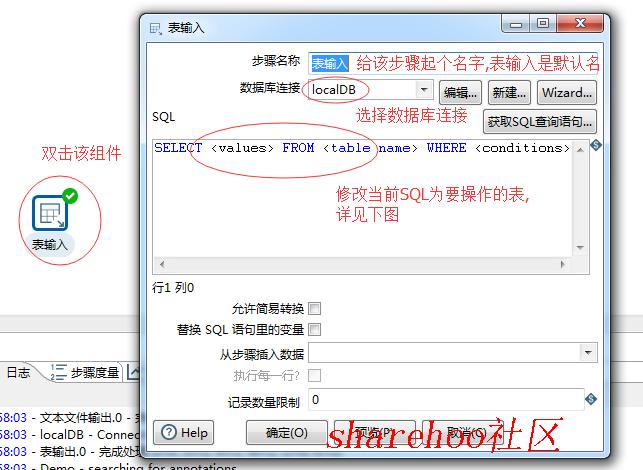 表输入
步骤名称 表输入 给该步骤起个名字,表输入是默认名
数据库连接 localDB 编辑... 新建... Wizard...
选择数据库连接
SQL 获取SQL查询语句...
SELECT <values> FROM <table name> WHERE <conditions>
双击该组件
修改当前SQL为要操作的表,
详见下图
表输入
行1 列0
允许简易转换
替换 SQL 语句里的变量
从步骤插入数据
执行每一行?
记录数量限制 0
日志 步骤度量
58:03 - 文本文件输出.0 -
58:03 - localDB - Connec
58:03 - 表输出.0 - 完成处
58:03 - Demo - searching for annotations
Help 确定(O) 预览(P) 取消(C)
sharehoo社区